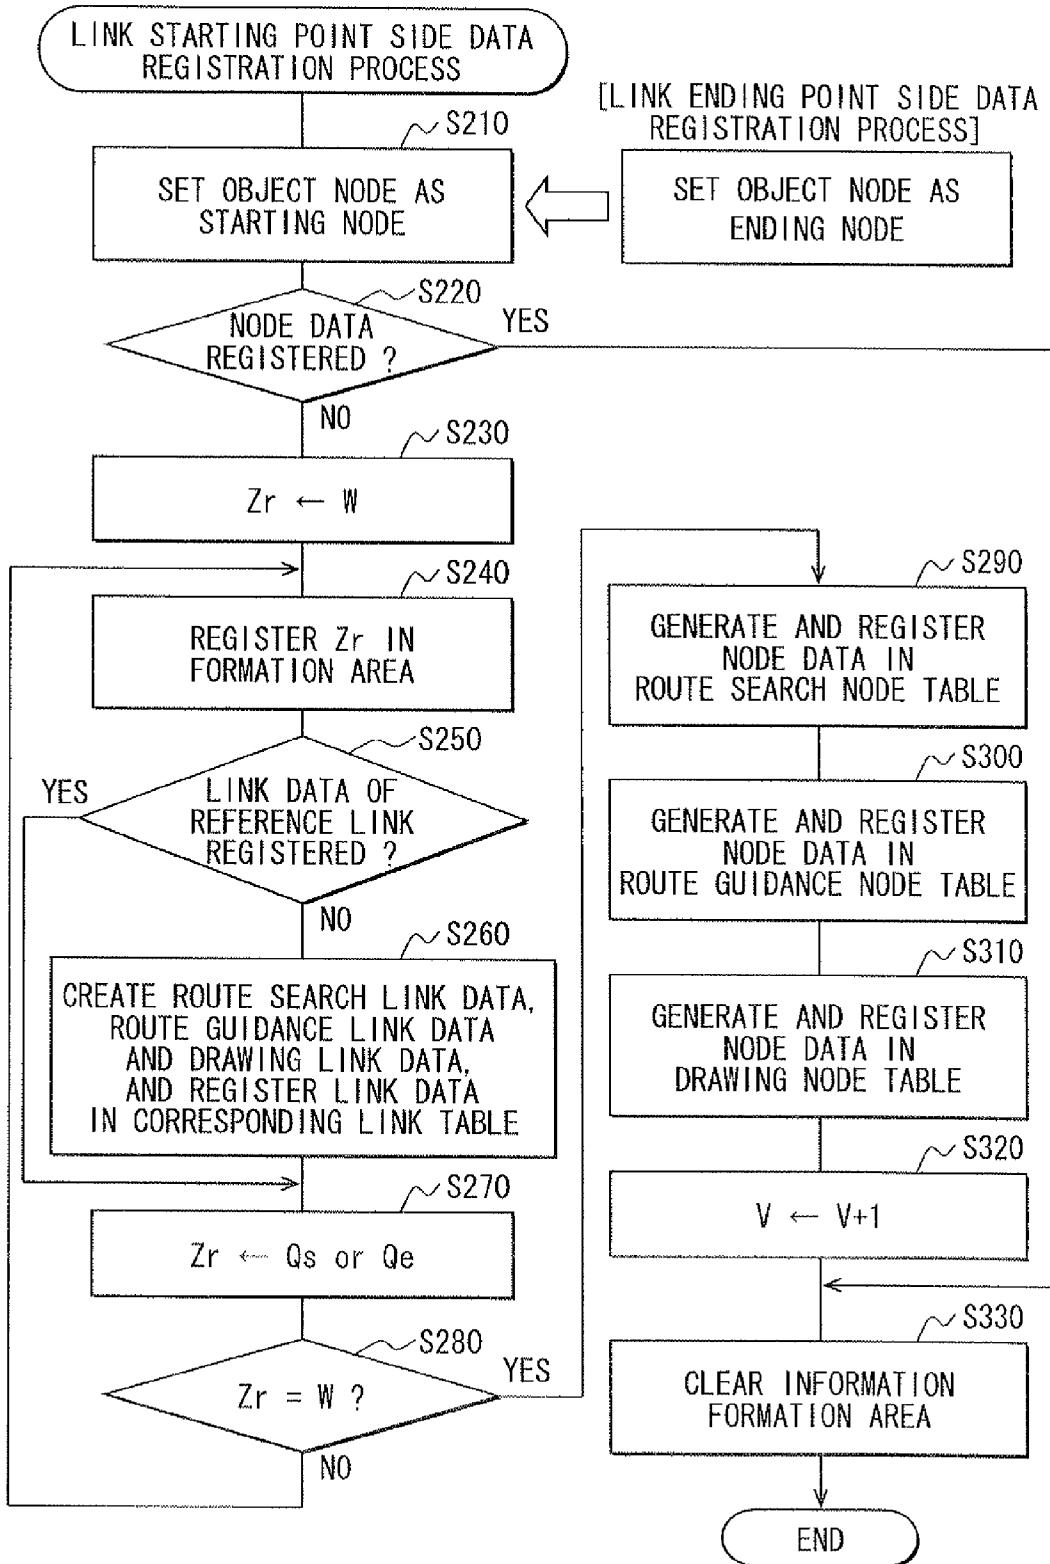 LINK STARTING POINT SIDE DATA
REGISTRATION PROCESS
[LINK ENDING POINT SIDE DATA
REGISTRATION PROCESS]
S210
SET OBJECT NODE AS
STARTING NODE
SET OBJECT NODE AS
ENDING NODE
S220
NODE DATA
REGISTERED ?
YES
NO
S230
Zr ← W
S240
REGISTER Zr IN
FORMATION AREA
S250
YES
LINK DATA OF
REFERENCE LINK
REGISTERED ?
NO
S260
CREATE ROUTE SEARCH LINK DATA,
ROUTE GUIDANCE LINK DATA
AND DRAWING LINK DATA,
AND REGISTER LINK DATA
IN CORRESPONDING LINK TABLE
S270
Zr ← Qs or Qe
S280
Zr = W ?
YES
NO
S290
GENERATE AND REGISTER
NODE DATA IN
ROUTE SEARCH NODE TABLE
S300
GENERATE AND REGISTER
NODE DATA IN
ROUTE GUIDANCE NODE TABLE
S310
GENERATE AND REGISTER
NODE DATA IN
DRAWING NODE TABLE
S320
V ← V+1
S330
CLEAR INFORMATION
FORMATION AREA
END